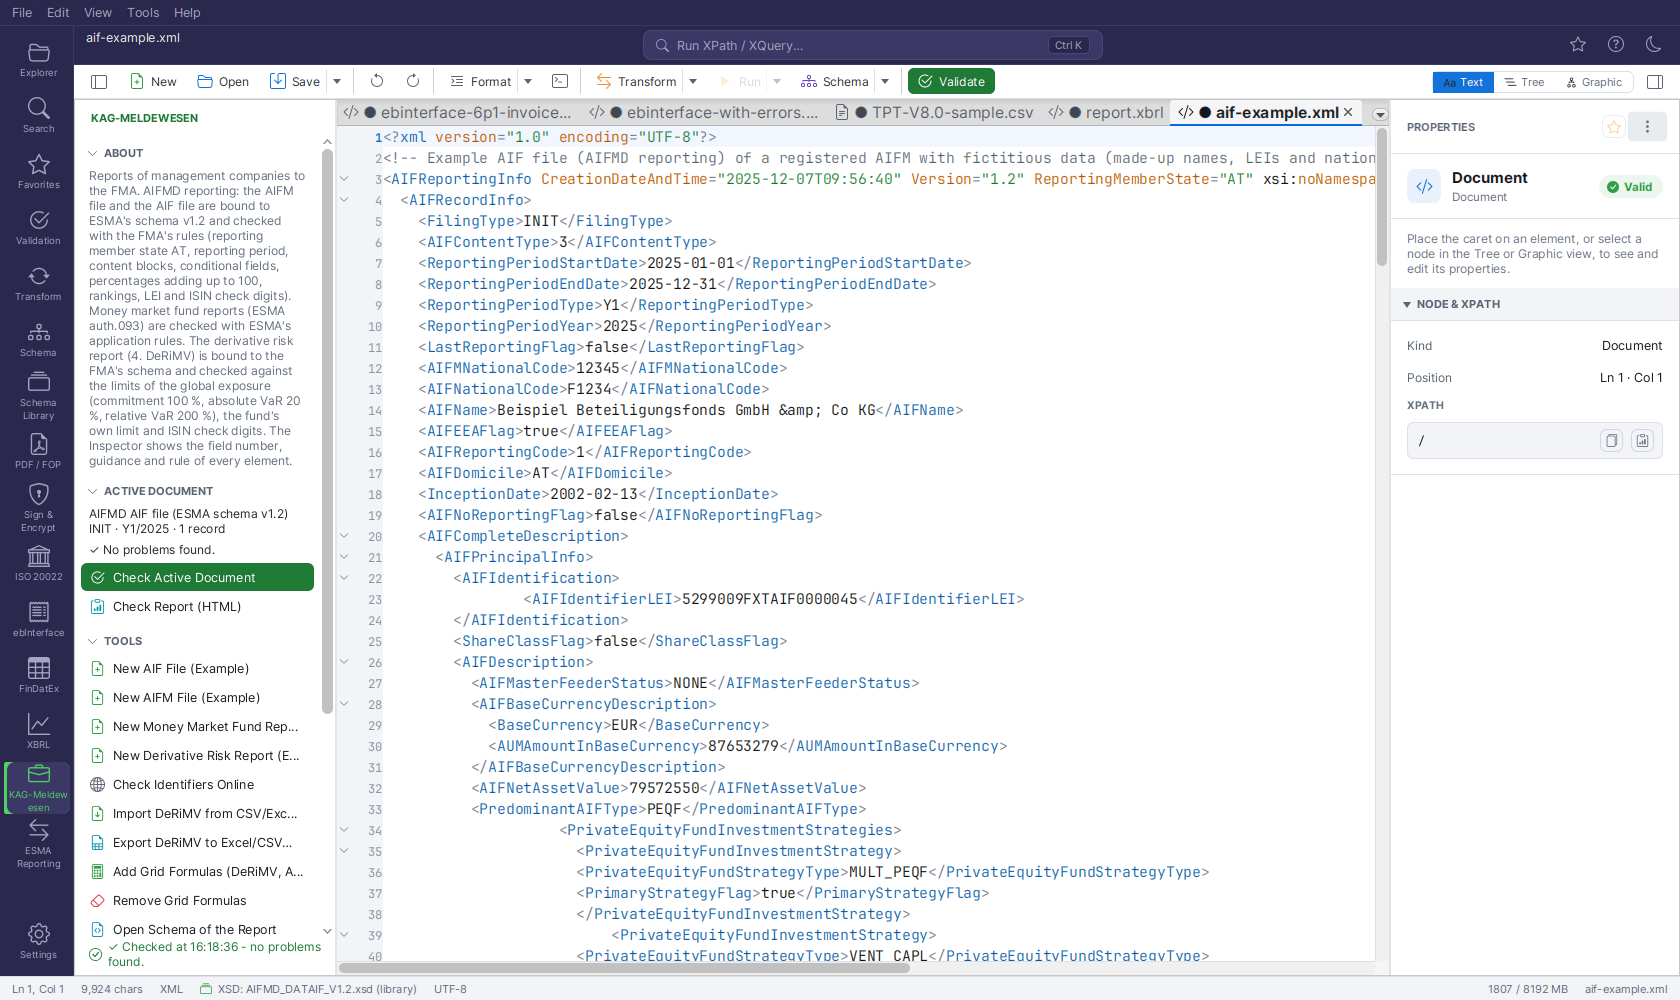 File Edit View Tools Help
aif-example.xml
Run XPath / XQuery... Ctrl K
New Open Save Format Transform Run Schema Validate Aa Text Tree Graphic
Explorer
Search
Favorites
Validation
Transform
Schema
Schema
Library
PDF / FOP
Sign &
Encrypt
ISO 20022
ebInterface
FinDatEx
XBRL
KAG-Meldew
esen
ESMA
Reporting
Settings
KAG-MELDEWESEN
ABOUT
Reports of management companies to
the FMA. AIFMD reporting: the AIFM
file and the AIF file are bound to
ESMA's schema v1.2 and checked
with the FMA's rules (reporting
member state AT, reporting period,
content blocks, conditional fields,
percentages adding up to 100,
rankings, LEI and ISIN check digits).
Money market fund reports (ESMA
auth.093) are checked with ESMA's
application rules. The derivative risk
report (4. DeRiMV) is bound to the
FMA's schema and checked against
the limits of the global exposure
(commitment 100 %, absolute VaR 20
%, relative VaR 200 %), the fund's
own limit and ISIN check digits. The
Inspector shows the field number,
guidance and rule of every element.
ACTIVE DOCUMENT
AIFMD AIF file (ESMA schema v1.2)
INIT · Y1/2025 · 1 record
✓ No problems found.
Check Active Document
Check Report (HTML)
TOOLS
New AIF File (Example)
New AIFM File (Example)
New Money Market Fund Rep...
New Derivative Risk Report (E...
Check Identifiers Online
Import DeRiMV from CSV/Exc...
Export DeRiMV to Excel/CSV...
Add Grid Formulas (DeRiMV, A...
Remove Grid Formulas
Open Schema of the Report
✓ Checked at 16:18:36 - no problems
found.
ebinterface-6p1-invoice... ebinterface-with-errors.... TPT-V8.0-sample.csv report.xbrl aif-example.xml
1 <?xml version="1.0" encoding="UTF-8"?>
2 <!-- Example AIF file (AIFMD reporting) of a registered AIFM with fictitious data (made-up names, LEIs and nation
3 <AIFReportingInfo CreationDateAndTime="2025-12-07T09:56:40" Version="1.2" ReportingMemberState="AT" xsi:noNamespa
4 <AIFRecordInfo>
5 <FilingType>INIT</FilingType>
6 <AIFContentType>3</AIFContentType>
7 <ReportingPeriodStartDate>2025-01-01</ReportingPeriodStartDate>
8 <ReportingPeriodEndDate>2025-12-31</ReportingPeriodEndDate>
9 <ReportingPeriodType>Y1</ReportingPeriodType>
10 <ReportingPeriodYear>2025</ReportingPeriodYear>
11 <LastReportingFlag>false</LastReportingFlag>
12 <AIFMNationalCode>12345</AIFMNationalCode>
13 <AIFNationalCode>F1234</AIFNationalCode>
14 <AIFName>Beispiel Beteiligungsfonds GmbH &amp; Co KG</AIFName>
15 <AIFEEAFlag>true</AIFEEAFlag>
16 <AIFReportingCode>1</AIFReportingCode>
17 <AIFDomicile>AT</AIFDomicile>
18 <InceptionDate>2002-02-13</InceptionDate>
19 <AIFNoReportingFlag>false</AIFNoReportingFlag>
20 <AIFCompleteDescription>
21 <AIFPrincipalInfo>
22 <AIFIdentification>
23 <AIFIdentifierLEI>5299009FXTAIF0000045</AIFIdentifierLEI>
24 </AIFIdentification>
25 <ShareClassFlag>false</ShareClassFlag>
26 <AIFDescription>
27 <AIFMasterFeederStatus>NONE</AIFMasterFeederStatus>
28 <AIFBaseCurrencyDescription>
29 <BaseCurrency>EUR</BaseCurrency>
30 <AUMAmountInBaseCurrency>87653279</AUMAmountInBaseCurrency>
31 </AIFBaseCurrencyDescription>
32 <AIFNetAssetValue>79572550</AIFNetAssetValue>
33 <PredominantAIFType>PEQF</PredominantAIFType>
34 <PrivateEquityFundInvestmentStrategies>
35 <PrivateEquityFundInvestmentStrategy>
36 <PrivateEquityFundStrategyType>MULT_PEQF</PrivateEquityFundStrategyType>
37 <PrimaryStrategyFlag>true</PrimaryStrategyFlag>
38 </PrivateEquityFundInvestmentStrategy>
39 <PrivateEquityFundInvestmentStrategy>
40 <PrivateEquityFundStrategyType>VENT_CAPL</PrivateEquityFundStrategyType>
PROPERTIES
Document
Document
Valid
Place the caret on an element, or select a
node in the Tree or Graphic view, to see and
edit its properties.
NODE & XPATH
Kind Document
Position Ln 1 · Col 1
XPATH
/
Ln 1, Col 1 9,924 chars XML XSD: AIFMD_DATAIF_V1.2.xsd (library) UTF-8 1807 / 8192 MB aif-example.xml